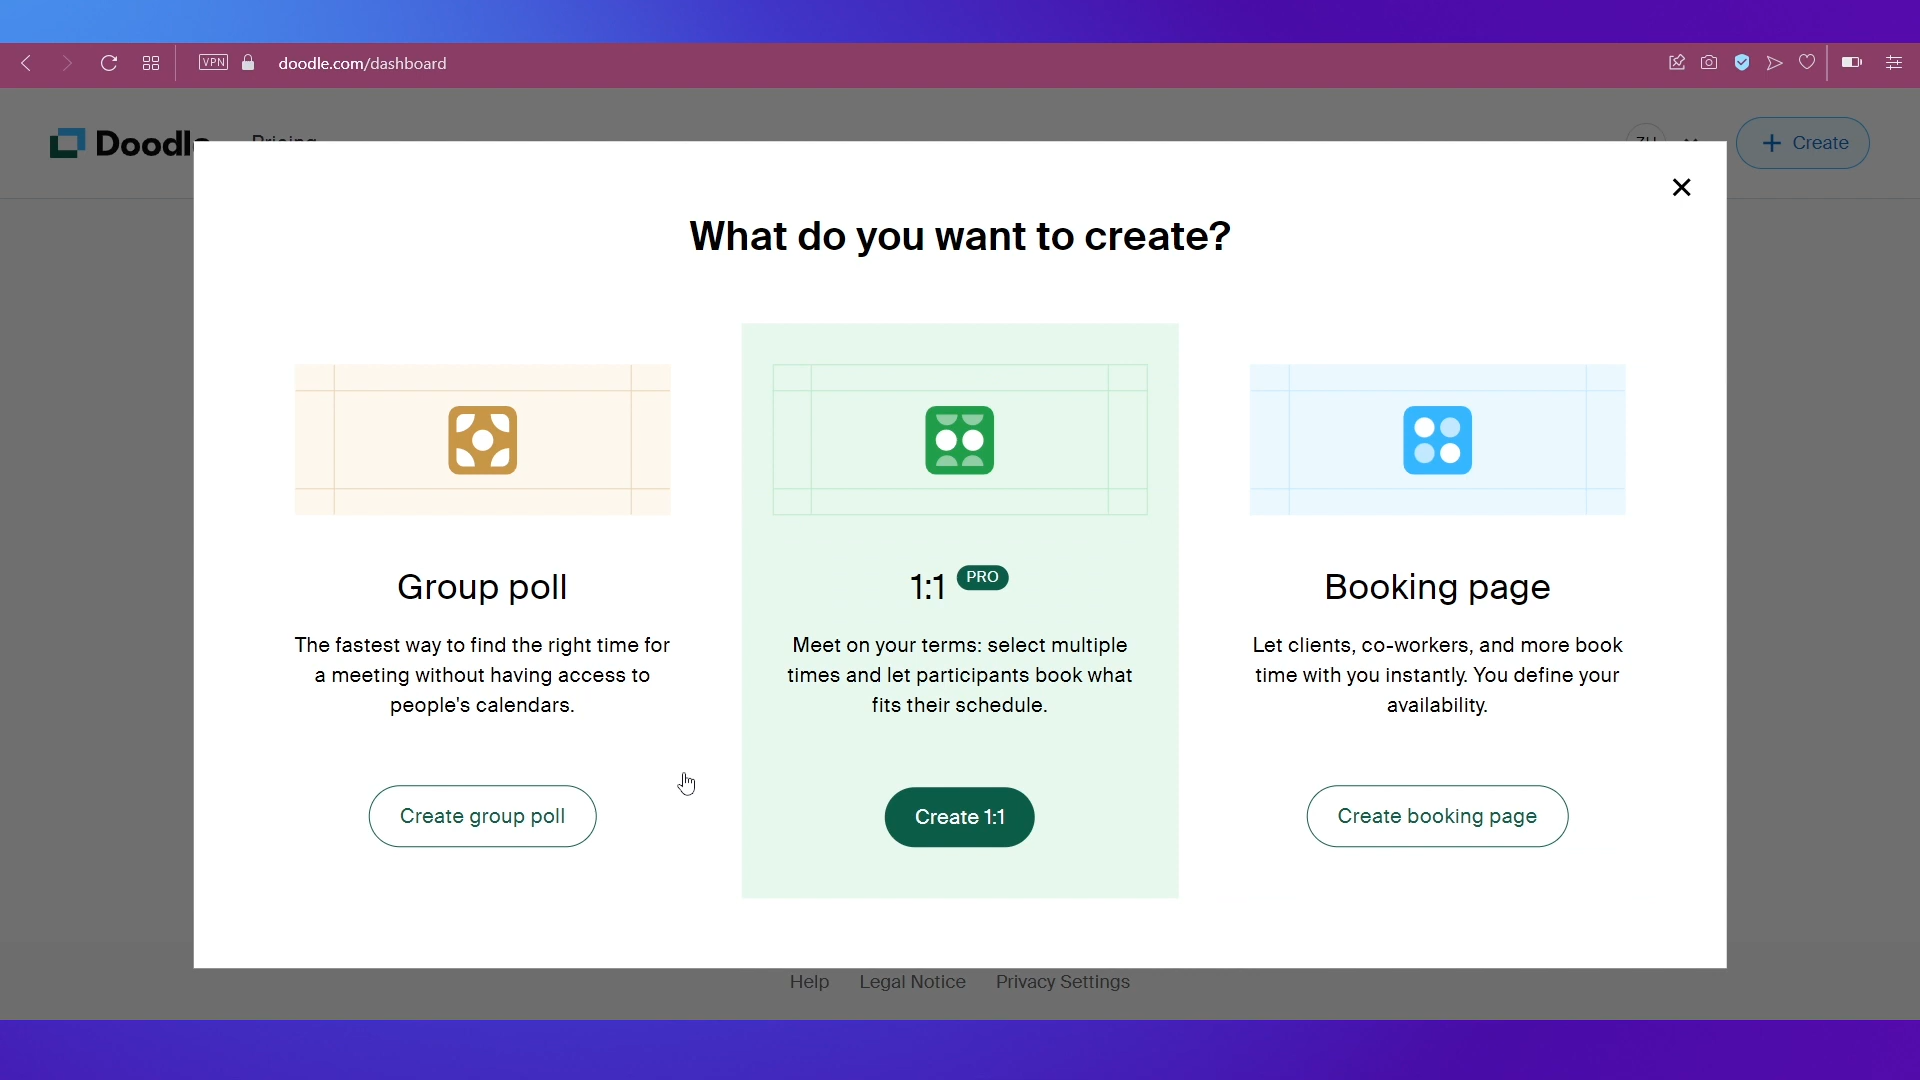 VPN doodle.com/dashboard
Doodle
Pricing
+ Create
What do you want to create?
Group poll
The fastest way to find the right time for
a meeting without having access to
people's calendars.
Create group poll
1:1 PRO
Meet on your terms: select multiple
times and let participants book what
fits their schedule.
Create 1:1
Booking page
Let clients, co-workers, and more book
time with you instantly. You define your
availability.
Create booking page
Help Legal Notice Privacy Settings